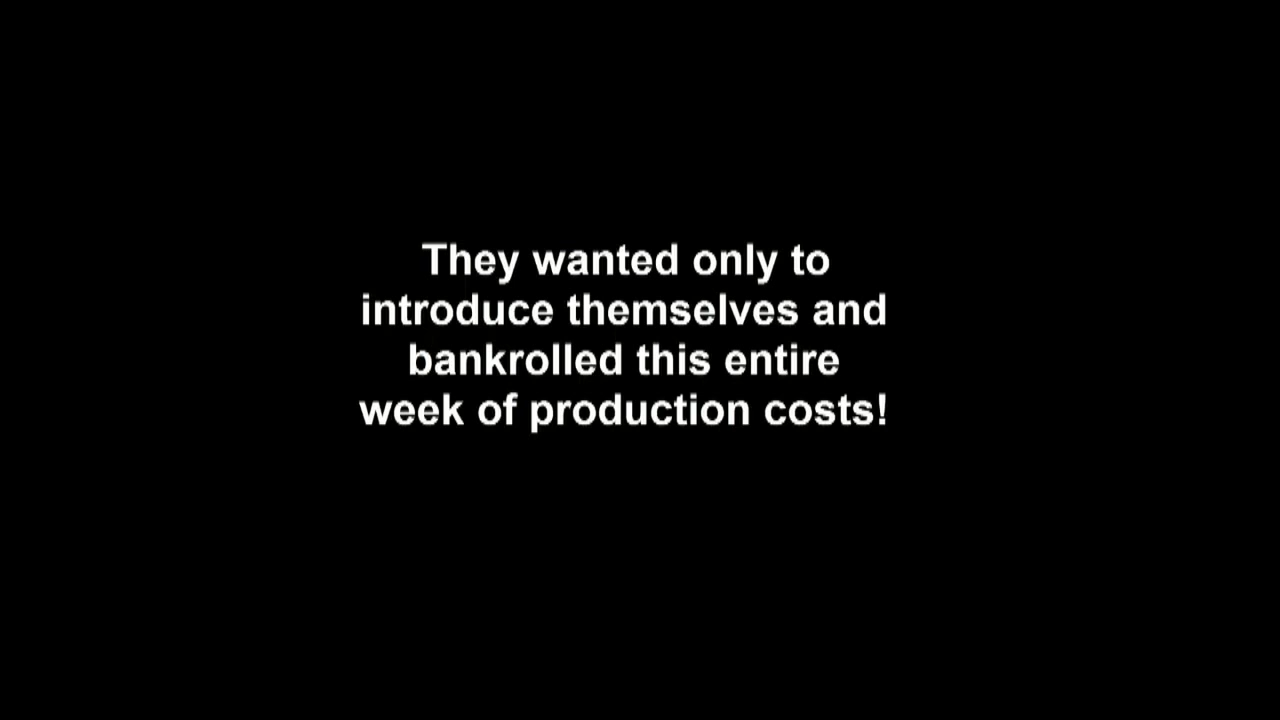 They wanted only to
introduce themselves and
bankrolled this entire
week of production costs!